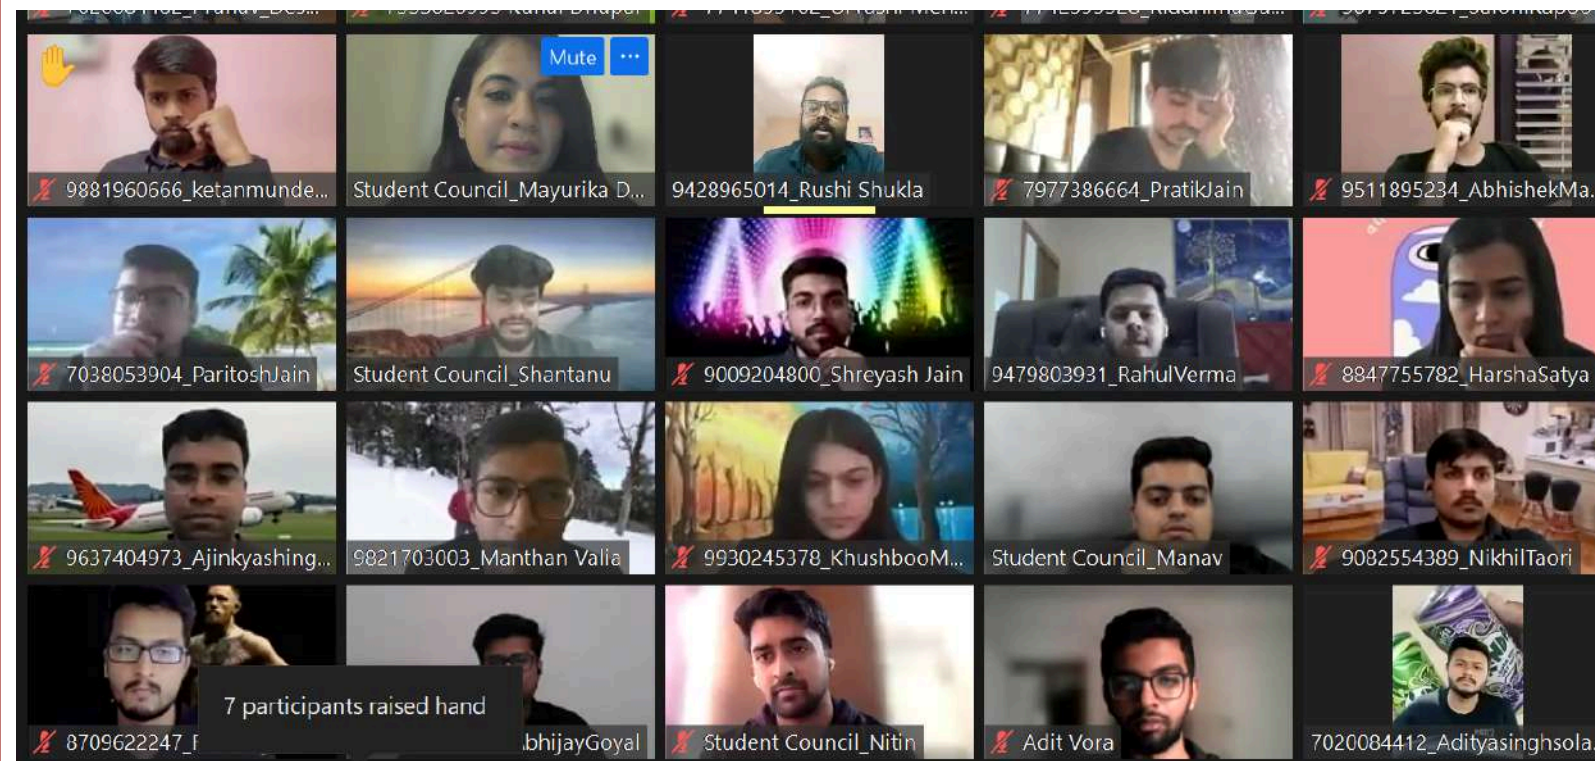 Mute
9881960666_ketanmunde...
Student Council_Mayurika D...
9428965014_Rushi Shukla
7977386664_PratikJain
9511895234_AbhishekMa.
7038053904_ParitoshJain
Student Council_Shantanu
9009204800_Shreyash Jain
9479803931_RahulVerma
8847755782_HarshaSatya
9637404973_Ajinkyashing...
9821703003_Manthan Valia
9930245378_KhushbooM...
Student Council_Manav
9082554389_NikhilTaori
7 participants raised hand
8709622247_
bhijayGoyal
Student Council_Nitin
Adit Vora
7020084412_Adityasinghsola.